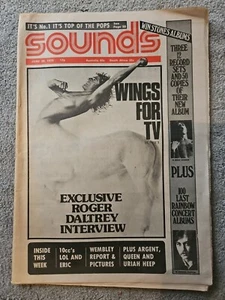 IT'S No.1 IT'S TOP OF THE POPS
WIN STONES ALBUMS
sounds
WINGS
FOR
TV
THREE
RECORD
SETS
AND 50
COPIES
OF
THEIR
NEW
ALBUM
PLUS
100
LAST
RAINBOW
CONCERT
ALBUMS
EXCLUSIVE
ROGER
DALTREY
INTERVIEW
INSIDE
THIS
WEEK
10cc's
LOL AND
ERIC
WEMBLEY
REPORT &
PICTURES
PLUS ARGENT,
QUEEN AND
URIAH HEEP